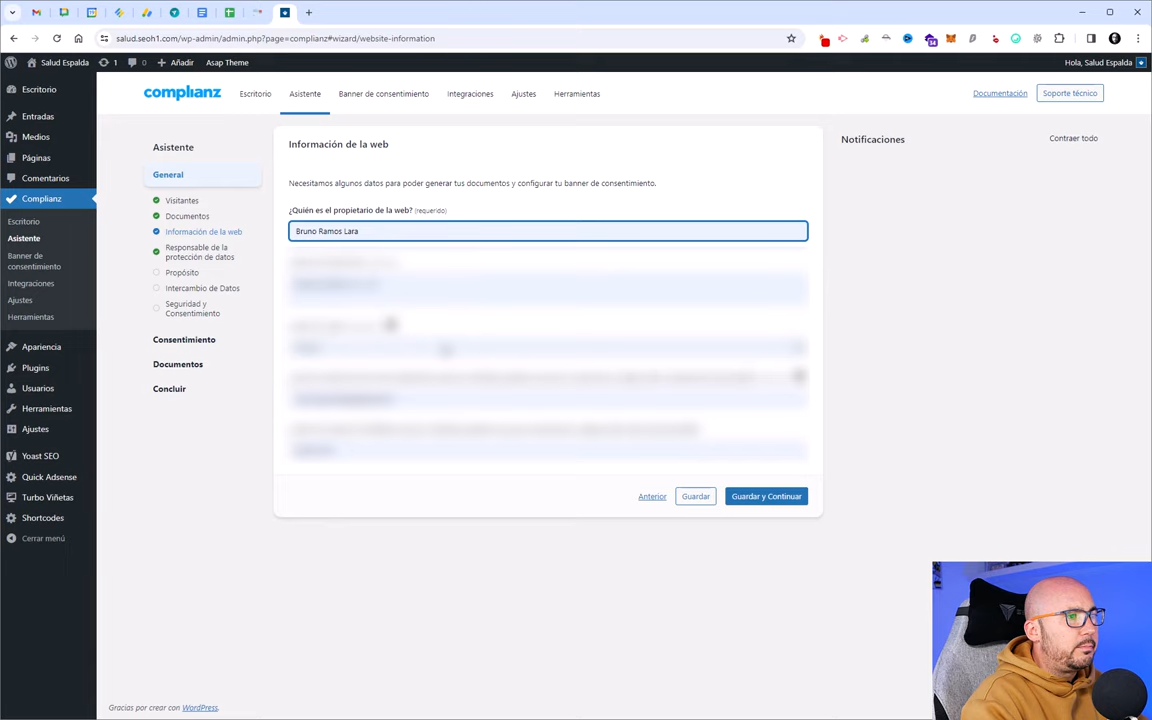 salud.seoh1.com/wp-admin/admin.php?page=complianz#wizard/website-information
Salud Espalda
1
0
Añadir
Asap Theme
Hola, Salud Espalda
Escritorio
Entradas
Medios
Páginas
Comentarios
Complianz
Escritorio
Asistente
Banner de
consentimiento
Integraciones
Ajustes
Herramientas
Apariencia
Plugins
Usuarios
Herramientas
Ajustes
Yoast SEO
Quick Adsense
Turbo Viñetas
Shortcodes
Cerrar menú
complianz
Escritorio
Asistente
Banner de consentimiento
Integraciones
Ajustes
Herramientas
Documentación
Soporte técnico
Asistente
General
Visitantes
Documentos
Información de la web
Responsable de la
protección de datos
Propósito
Intercambio de Datos
Seguridad y
Consentimiento
Consentimiento
Documentos
Concluir
Información de la web
Necesitamos algunos datos para poder generar tus documentos y configurar tu banner de consentimiento.
¿Quién es el propietario de la web? (requerido)
Bruno Ramos Lara
Anterior
Guardar
Guardar y Continuar
Notificaciones
Contraer todo
Gracias por crear con WordPress.